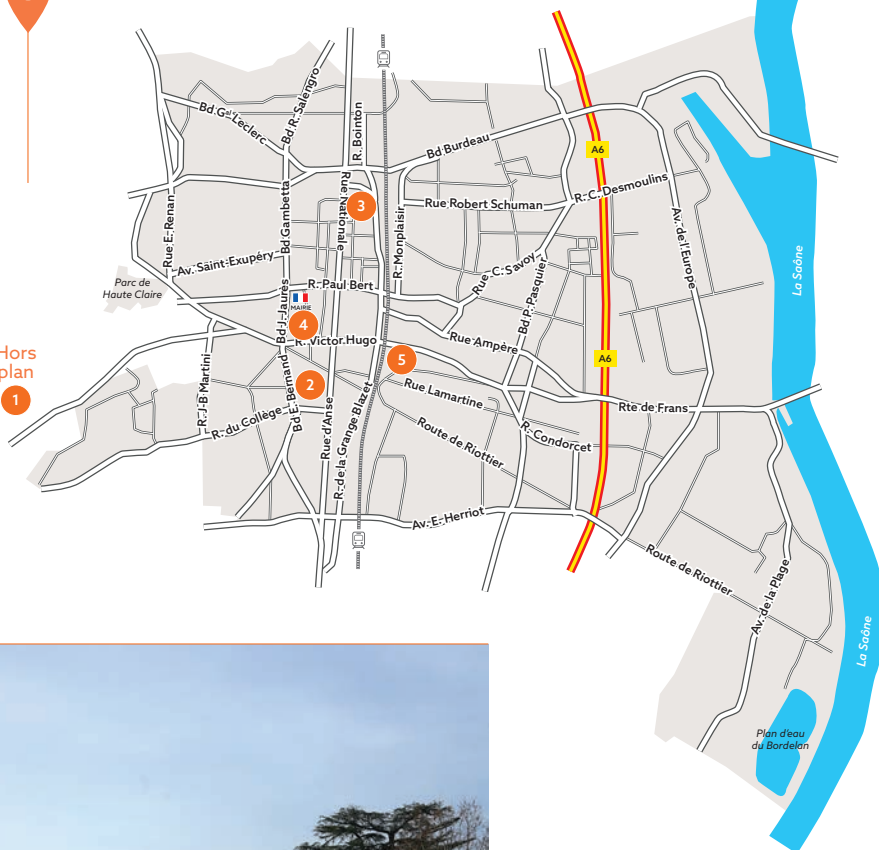 Bd Gal Leclerc
Bd R. Salengro
R. Bointon
Bd Burdeau
A6
R. C. Desmoulins
Rue Robert Schuman
3
Rue E. Renan
Bd Gambetta
Rue Nationale
R. Monplaisir
Av. de l'Europe
La Saône
Av. Saint-Exupéry
Rue C. Savoy
Parc de
Haute Claire
R. Paul Bert
MAIRIE
Bd J. Jaurès
4
Bd P. Pasquier
R. Victor Hugo
Rue Ampère
Hors
plan
1
5
A6
R. J-B Martini
2
Bd E. Bernand
Rue Lamartine
Rte de Frans
R. du Collège
Rue d'Anse
R. de la Grange Blazet
Route de Riottier
R. Condorcet
Av. E. Herriot
Route de Riottier
Av. de la Plage
La Saône
Plan d'eau
du Bordelan